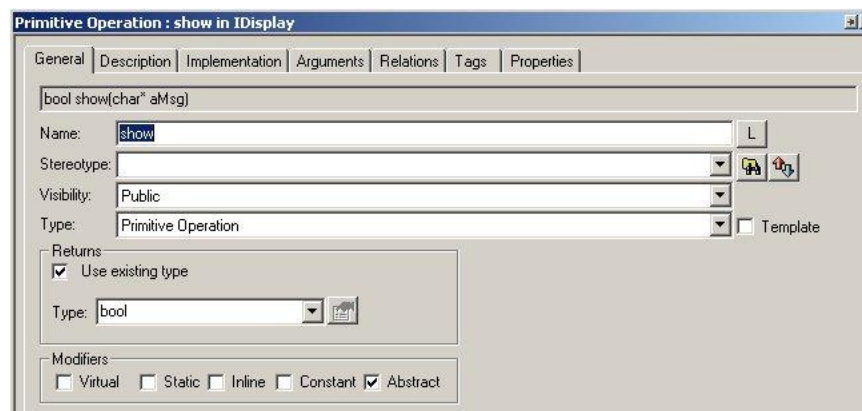 Primitive Operation : show in IDisplay
General Description Implementation Arguments Relations Tags Properties
bool show(char* aMsg)
Name: show L
Stereotype:
Visibility: Public
Type: Primitive Operation Template
Returns
Use existing type
Type: bool
Modifiers
Virtual Static Inline Constant Abstract